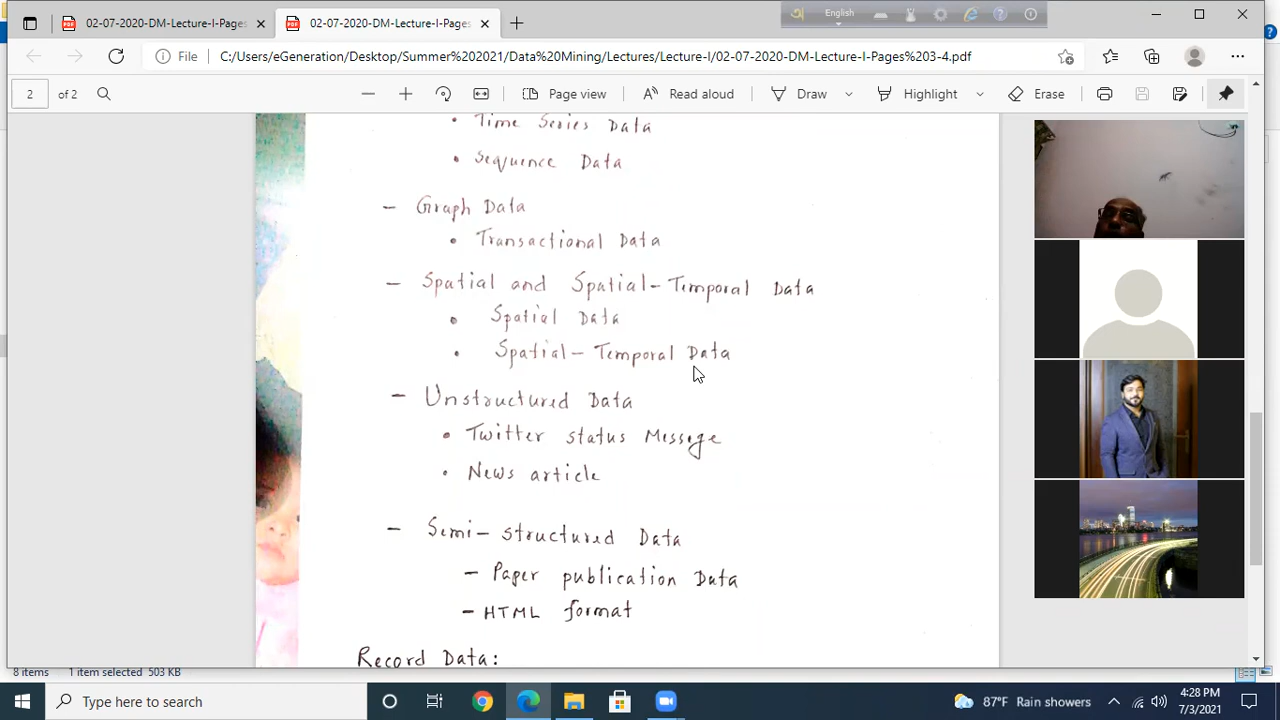 02-07-2020-DM-Lecture-I-Pages
02-07-2020-DM-Lecture-I-Pages
English
File
C:/Users/eGeneration/Desktop/Summer%202021/Data%20Mining/Lectures/Lecture-I/02-07-2020-DM-Lecture-I-Pages%203-4.pdf
2 of 2
Page view
Read aloud
Draw
Highlight
Erase
• Time Series Data
• Sequence Data
- Graph Data
• Transactional Data
- Spatial and Spatial-Temporal Data
• Spatial Data
• Spatial-Temporal Data
- Unstructured Data
• Twitter status Message
• News article
- Semi-structured Data
- Paper publication Data
- HTML format
Record Data:
8 items 1 item selected 503 KB
Type here to search
87°F Rain showers
4:28 PM
7/3/2021